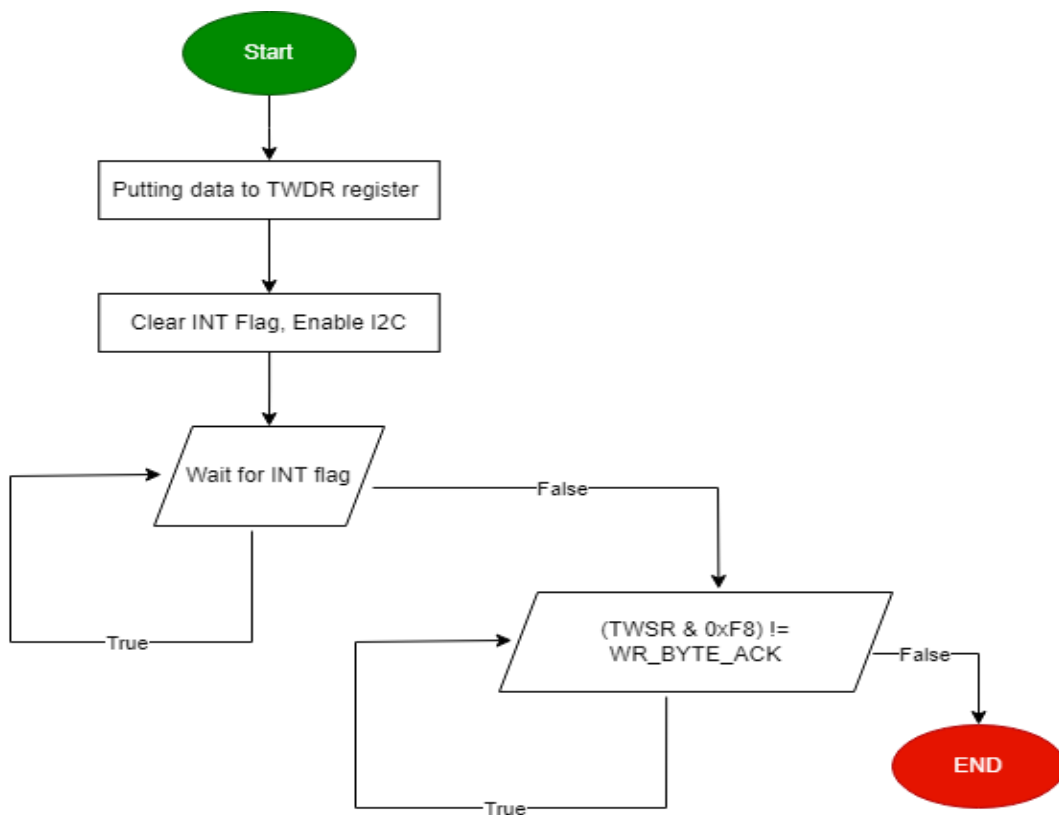 Start
Putting data to TWDR register
Clear INT Flag, Enable I2C
Wait for INT flag
False
True
(TWSR & 0xF8) !=
WR_BYTE_ACK
False
True
END